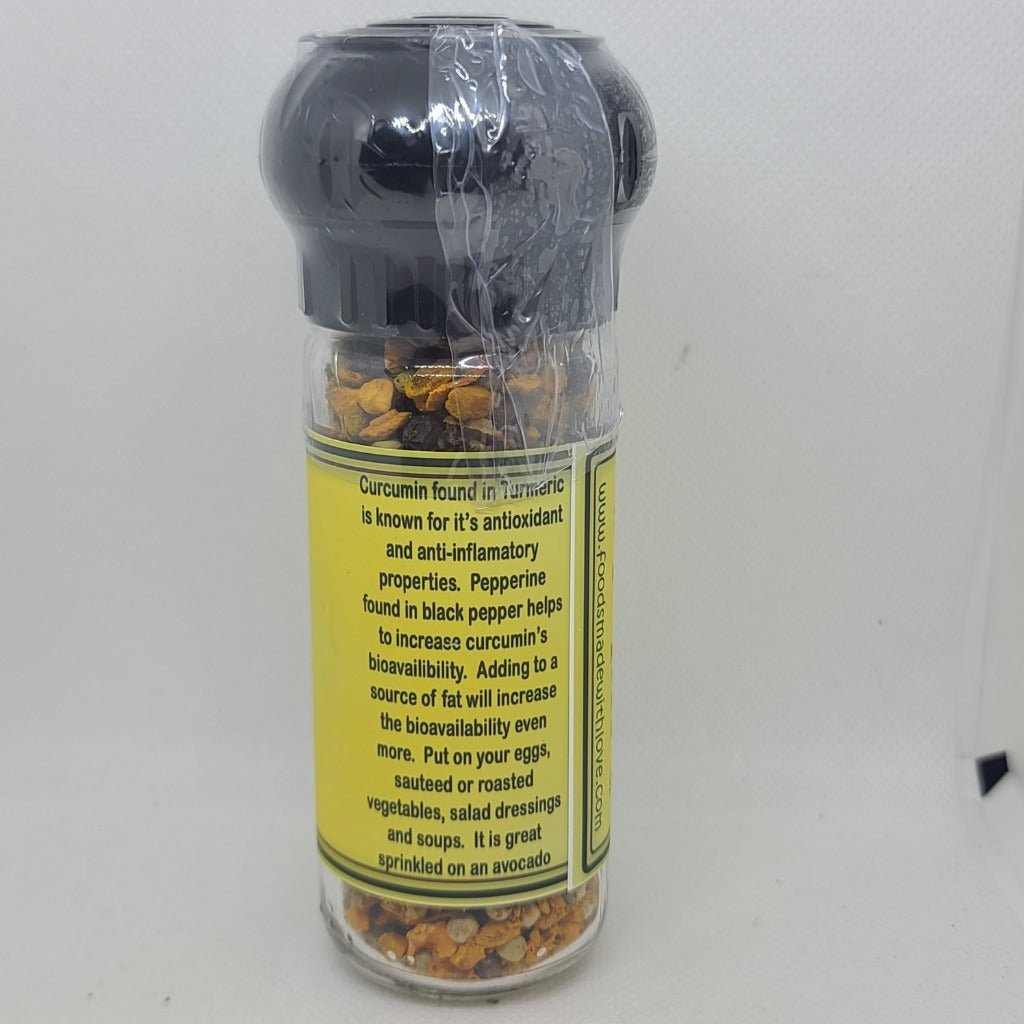 Curcumin found in Turmeric
is known for it's antioxidant
and anti-inflamatory
properties. Pepperine
found in black pepper helps
to increase curcumin's
bioavailibility. Adding to a
source of fat will increase
the bioavailability even
more. Put on your eggs,
sauteed or roasted
vegetables, salad dressings
and soups. It is great
sprinkled on an avocado
www.foodsmadewithlove.com